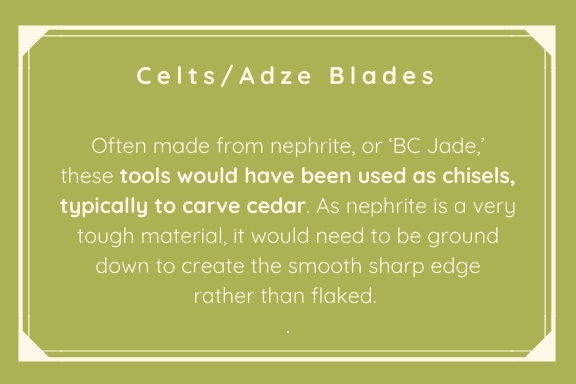 Celts/Adze Blades
Often made from nephrite, or ‘BC Jade,’
these tools would have been used as chisels,
typically to carve cedar. As nephrite is a very
tough material, it would need to be ground
down to create the smooth sharp edge
rather than flaked.
.